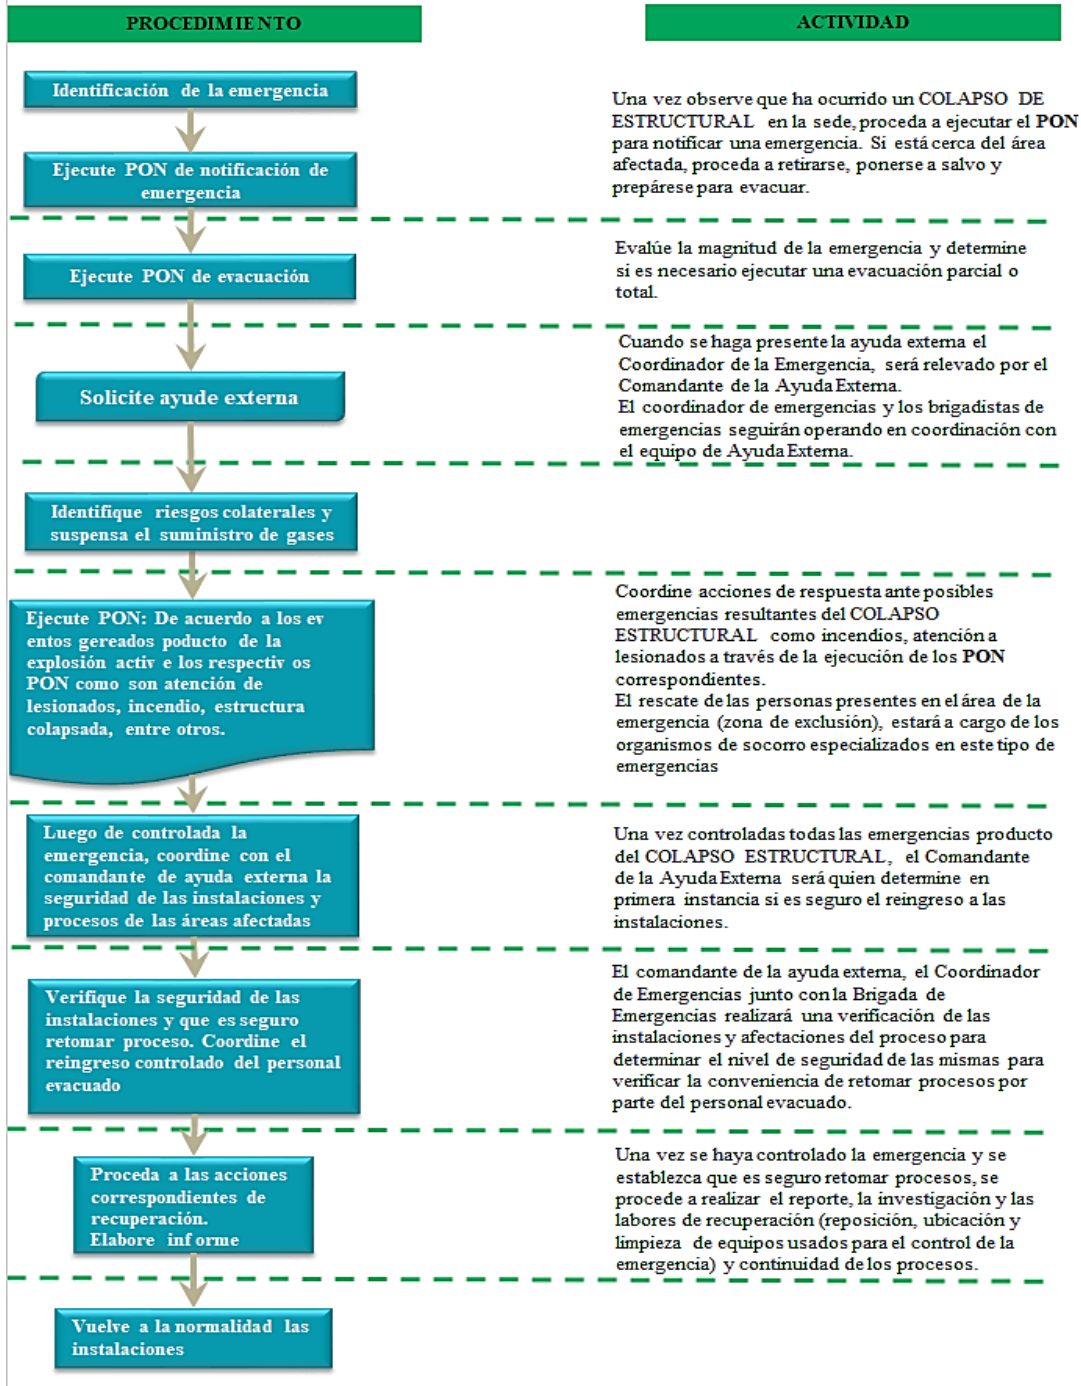 PROCEDIMIENTO
ACTIVIDAD
Identificación de la emergencia
Ejecute PON de notificación de
emergencia
Una vez observe que ha ocurrido un COLAPSO DE
ESTRUCTURAL en la sede, proceda a ejecutar el PON
para notificar una emergencia. Si está cerca del área
afectada, proceda a retirarse, ponerse a salvo y
prepárese para evacuar.
Ejecute PON de evacuación
Evalúe la magnitud de la emergencia y determine
si es necesario ejecutar una evacuación parcial o
total.
Solicite ayude externa
Cuando se haga presente la ayuda externa el
Coordinador de la Emergencia, será relevado por el
Comandante de la Ayuda Externa.
El coordinador de emergencias y los brigadistas de
emergencias seguirán operando en coordinación con
el equipo de Ayuda Externa.
Identifique riesgos colaterales y
suspensa el suministro de gases
Ejecute PON: De acuerdo a los ev
entos gereados poducto de la
explosión activ e los respectiv os
PON como son atención de
lesionados, incendio, estructura
colapsada, entre otros.
Coordine acciones de respuesta ante posibles
emergencias resultantes del COLAPSO
ESTRUCTURAL como incendios, atención a
lesionados a través de la ejecución de los PON
correspondientes.
El rescate de las personas presentes en el área de la
emergencia (zona de exclusión), estará a cargo de los
organismos de socorro especializados en este tipo de
emergencias
Luego de controlada la
emergencia, coordine con el
comandante de ayuda externa la
seguridad de las instalaciones y
procesos de las áreas afectadas
Una vez controladas todas las emergencias producto
del COLAPSO ESTRUCTURAL, el Comandante
de la Ayuda Externa será quien determine en
primera instancia si es seguro el reingreso a las
instalaciones.
Verifique la seguridad de las
instalaciones y que es seguro
retomar proceso. Coordine el
reingreso controlado del personal
evacuado
El comandante de la ayuda externa, el Coordinador
de Emergencias junto con la Brigada de
Emergencias realizará una verificación de las
instalaciones y afectaciones del proceso para
determinar el nivel de seguridad de las mismas para
verificar la conveniencia de retomar procesos por
parte del personal evacuado.
Proceda a las acciones
correspondientes de
recuperación.
Elabore inf orme
Una vez se haya controlado la emergencia y se
establezca que es seguro retomar procesos, se
procede a realizar el reporte, la investigación y las
labores de recuperación (reposición, ubicación y
limpieza de equipos usados para el control de la
emergencia) y continuidad de los procesos.
Vuelve a la normalidad las
instalaciones